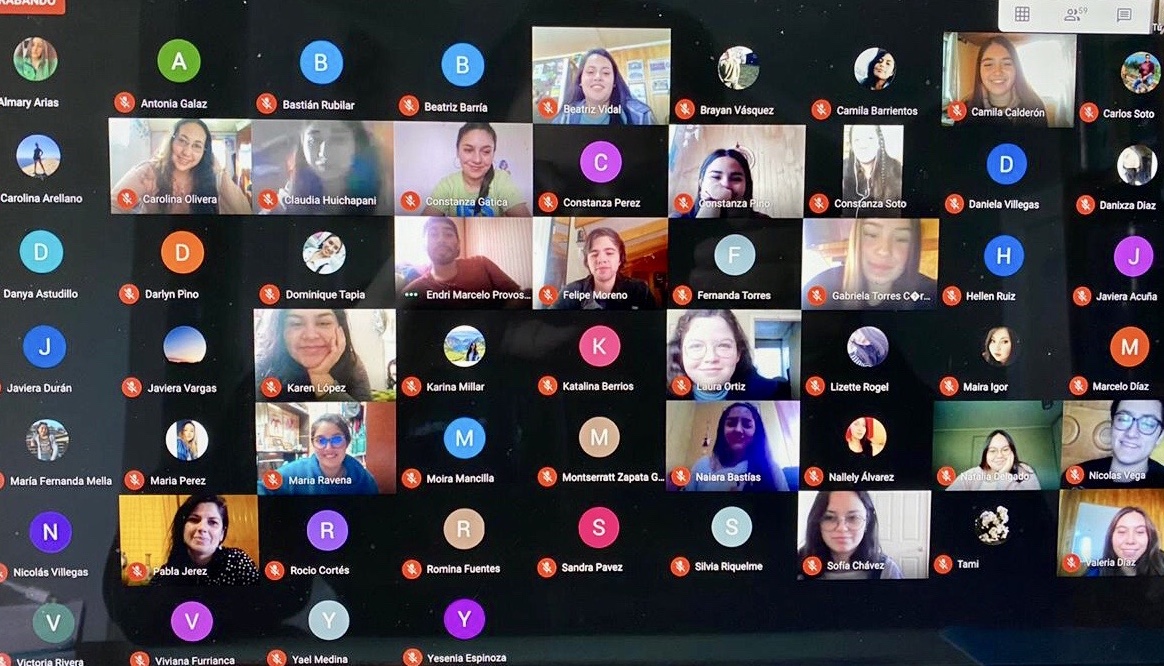 RABANDO
59
Tú
Almary Arias
A
Antonia Galaz
B
Bastián Rubilar
B
Beatriz Barría
Beatriz Vidal
Brayan Vásquez
Camila Barrientos
Camila Calderón
Carlos Soto
Carolina Arellano
Carolina Olivera
Claudia Huichapani
Constanza Gatica
C
Constanza Perez
Constanza Pino
Constanza Soto
D
Daniela Villegas
Danixza Diaz
D
Danya Astudillo
D
Darlyn Pino
Dominique Tapia
Endri Marcelo Provos...
Felipe Moreno
F
Fernanda Torres
Gabriela Torres C�r...
H
Hellen Ruiz
J
Javiera Acuña
J
Javiera Durán
Javiera Vargas
Karen López
Karina Millar
K
Katalina Berrios
Laura Ortiz
Lizette Rogel
Maira Igor
M
Marcelo Díaz
María Fernanda Mella
Maria Perez
Maria Ravena
M
Moira Mancilla
M
Montserratt Zapata G...
Naiara Bastías
Nallely Álvarez
Natalia Delgado
Nicolas Vega
N
Nicolás Villegas
Pabla Jerez
R
Rocio Cortés
R
Romina Fuentes
S
Sandra Pavez
S
Silvia Riquelme
Sofía Chávez
Tami
Valeria Díaz
V
Victoria Rivera
V
Viviana Furrianca
Y
Yael Medina
Y
Yesenia Espinoza